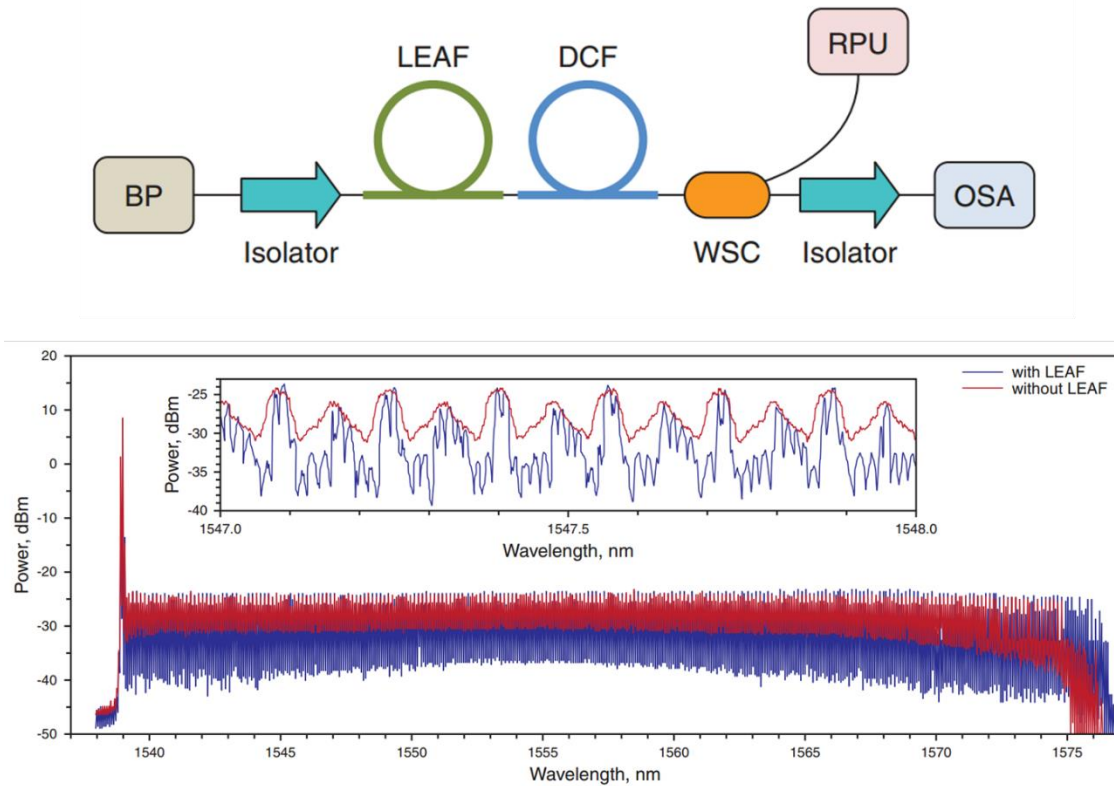 RPU
LEAF
DCF
BP
OSA
Isolator
WSC
Isolator
20
10
0
-10
-20
-30
-40
-50
Power, dBm
with LEAF
without LEAF
-25
-30
-35
-40
Power, dBm
1547.0
1547.5
1548.0
Wavelength, nm
1540
1545
1550
1555
1560
1565
1570
1575
Wavelength, nm